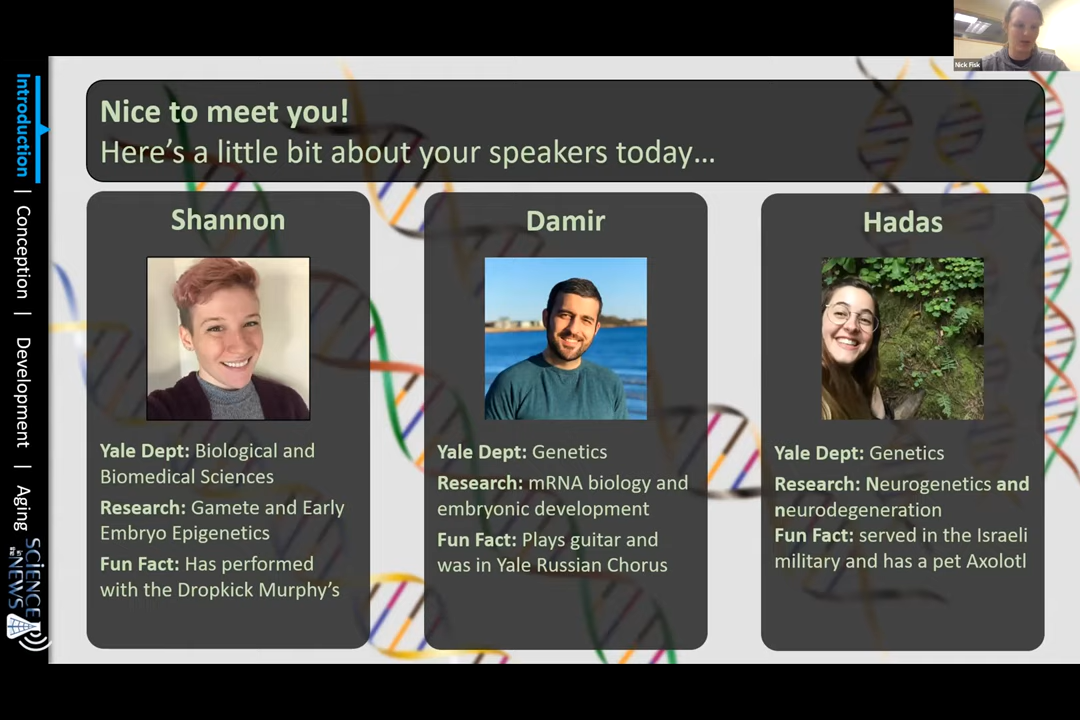 Nick Fisk
Nice to meet you!
Here's a little bit about your speakers today...
Shannon
Yale Dept: Biological and
Biomedical Sciences
Research: Gamete and Early
Embryo Epigenetics
Fun Fact: Has performed
with the Dropkick Murphy's
Damir
Yale Dept: Genetics
Research: mRNA biology and
embryonic development
Fun Fact: Plays guitar and
was in Yale Russian Chorus
Hadas
Yale Dept: Genetics
Research: Neurogenetics and
neurodegeneration
Fun Fact: served in the Israeli
military and has a pet Axolotl
Introduction | Conception | Development | Aging
SCIENCE
IN THE
NEWS